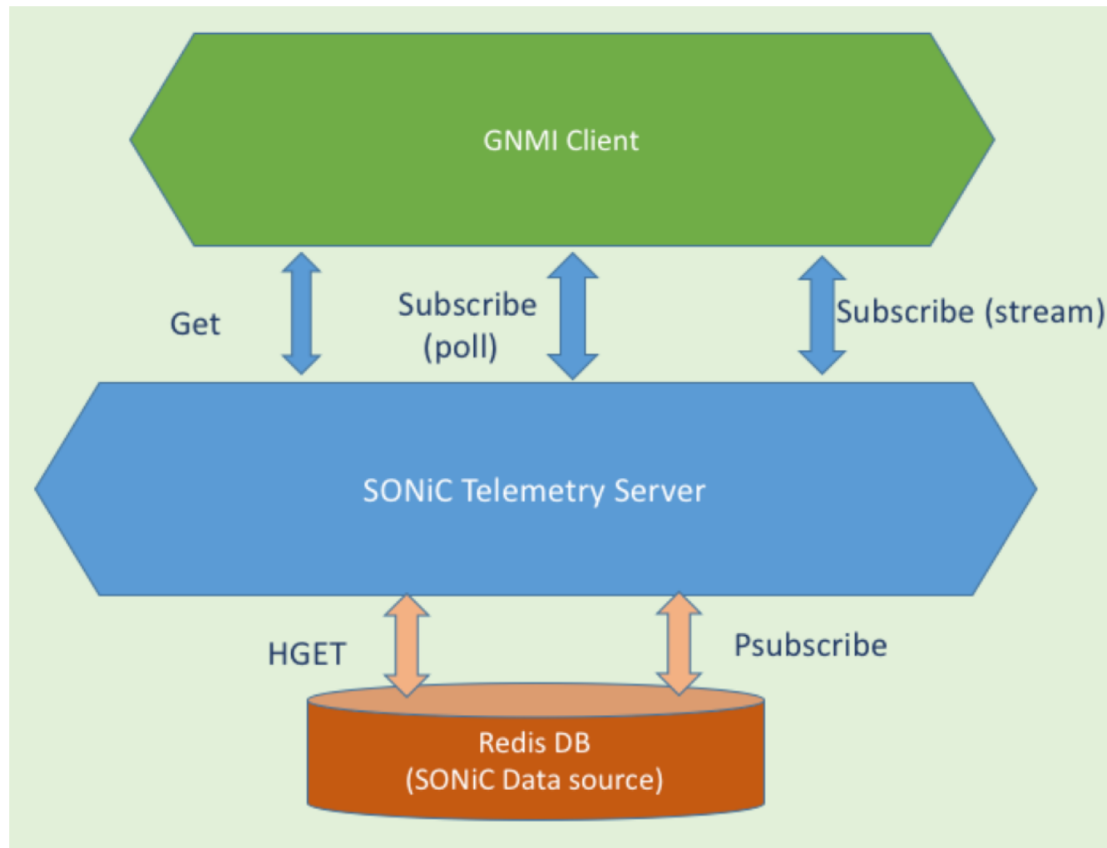 GNMI Client
Get
Subscribe
(poll)
Subscribe (stream)
SONiC Telemetry Server
HGET
Psubscribe
Redis DB
(SONiC Data source)